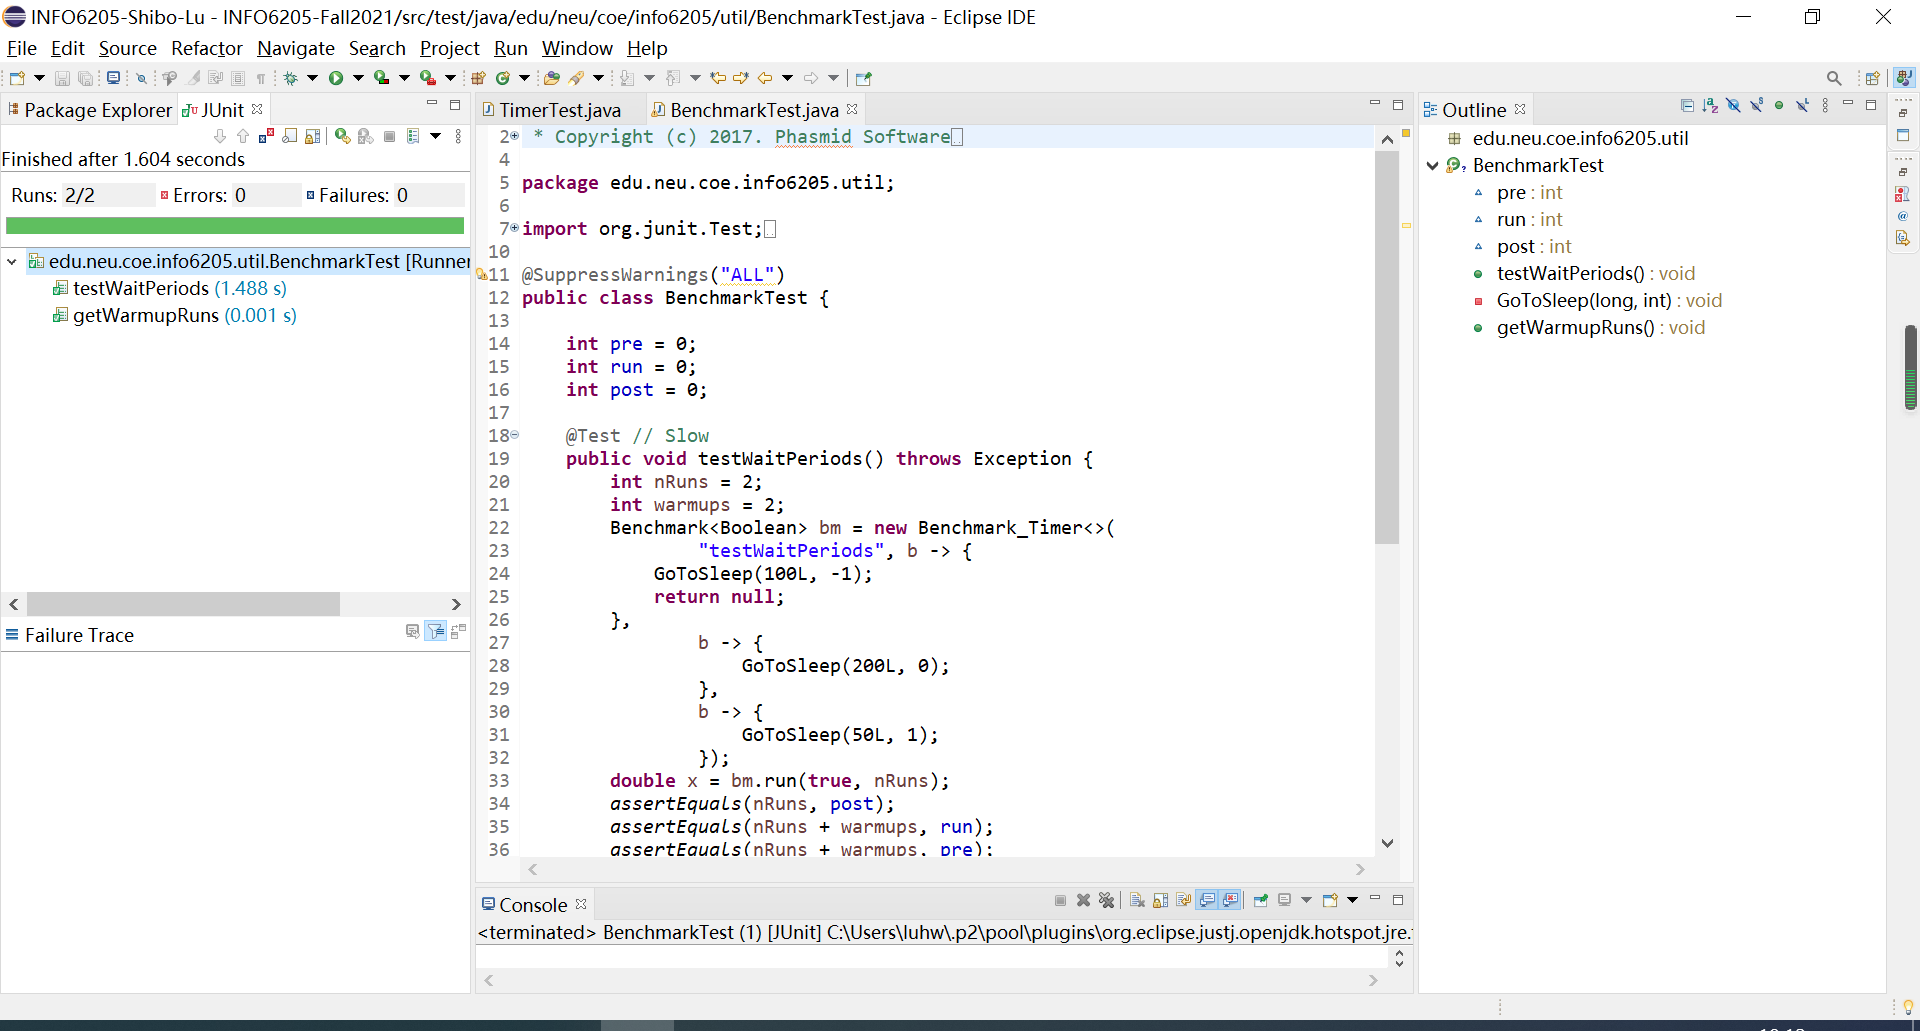 INFO6205-Shibo-Lu - INFO6205-Fall2021/src/test/java/edu/neu/coe/info6205/util/BenchmarkTest.java - Eclipse IDE
File Edit Source Refactor Navigate Search Project Run Window Help
Package Explorer JUnit
Finished after 1.604 seconds
Runs: 2/2 Errors: 0 Failures: 0
edu.neu.coe.info6205.util.BenchmarkTest [Runner
testWaitPeriods (1.488 s)
getWarmupRuns (0.001 s)
Failure Trace
TimerTest.java BenchmarkTest.java
2 * Copyright (c) 2017. Phasmid Software
4
5 package edu.neu.coe.info6205.util;
6
7 import org.junit.Test;
10
11 @SuppressWarnings("ALL")
12 public class BenchmarkTest {
13
14 int pre = 0;
15 int run = 0;
16 int post = 0;
17
18 @Test // Slow
19 public void testWaitPeriods() throws Exception {
20 int nRuns = 2;
21 int warmups = 2;
22 Benchmark<Boolean> bm = new Benchmark_Timer<>(
23 "testWaitPeriods", b -> {
24 GoToSleep(100L, -1);
25 return null;
26 },
27 b -> {
28 GoToSleep(200L, 0);
29 },
30 b -> {
31 GoToSleep(50L, 1);
32 });
33 double x = bm.run(true, nRuns);
34 assertEquals(nRuns, post);
35 assertEquals(nRuns + warmups, run);
36 assertEquals(nRuns + warmups, pre);
Console
<terminated> BenchmarkTest (1) [JUnit] C:\Users\luhw\.p2\pool\plugins\org.eclipse.justj.openjdk.hotspot.jre.
Outline
edu.neu.coe.info6205.util
BenchmarkTest
pre : int
run : int
post : int
testWaitPeriods() : void
GoToSleep(long, int) : void
getWarmupRuns() : void